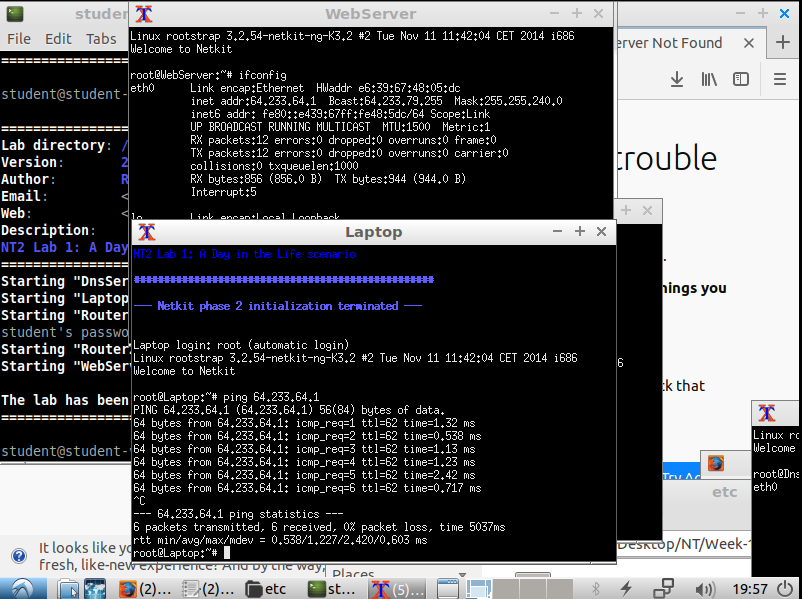 student
File Edit Tabs
====================
student@student-
====================
Lab directory: /
Version: 2
Author: R
Email: <
Web: <
Description:
NT2 Lab 1: A Day
====================
Starting "DnsSer
Starting "Laptop
Starting "Router
student's passwo
Starting "Router
Starting "WebSer
The lab has been
====================
student@student-
WebServer
Linux rootstrap 3.2.54-netkit-ng-K3.2 #2 Tue Nov 11 11:42:04 CET 2014 i686
Welcome to Netkit
root@WebServer:~# ifconfig
eth0 Link encap:Ethernet HWaddr e6:39:67:48:05:dc
inet addr:64.233.64.1 Bcast:64.233.79.255 Mask:255.255.240.0
inet6 addr: fe80::e439:67ff:fe48:5dc/64 Scope:Link
UP BROADCAST RUNNING MULTICAST MTU:1500 Metric:1
RX packets:12 errors:0 dropped:0 overruns:0 frame:0
TX packets:12 errors:0 dropped:0 overruns:0 carrier:0
collisions:0 txqueuelen:1000
RX bytes:856 (856.0 B) TX bytes:944 (944.0 B)
Interrupt:5
lo Link encap:Local Loopback
Laptop
NT2 Lab 1: A Day in the Life scenario
##################################################
--- Netkit phase 2 initialization terminated ---
Laptop login: root (automatic login)
Linux rootstrap 3.2.54-netkit-ng-K3.2 #2 Tue Nov 11 11:42:04 CET 2014 i686
Welcome to Netkit
root@Laptop:~# ping 64.233.64.1
PING 64.233.64.1 (64.233.64.1) 56(84) bytes of data.
64 bytes from 64.233.64.1: icmp_req=1 ttl=62 time=1.32 ms
64 bytes from 64.233.64.1: icmp_req=2 ttl=62 time=0.538 ms
64 bytes from 64.233.64.1: icmp_req=3 ttl=62 time=1.13 ms
64 bytes from 64.233.64.1: icmp_req=4 ttl=62 time=1.23 ms
64 bytes from 64.233.64.1: icmp_req=5 ttl=62 time=2.42 ms
64 bytes from 64.233.64.1: icmp_req=6 ttl=62 time=0.717 ms
^C
--- 64.233.64.1 ping statistics ---
6 packets transmitted, 6 received, 0% packet loss, time 5037ms
rtt min/avg/max/mdev = 0.538/1.227/2.420/0.603 ms
root@Laptop:~#
erver Not Found
trouble
ings you
6
ck that
Try Ag
etc
Desktop/NT/Week-1
Linux ro
Welcome
root@Dns
eth0
It looks like yo
fresh, like-new experience? And by the way,
Places
(2)... (2)... etc st... (5)... 19:57